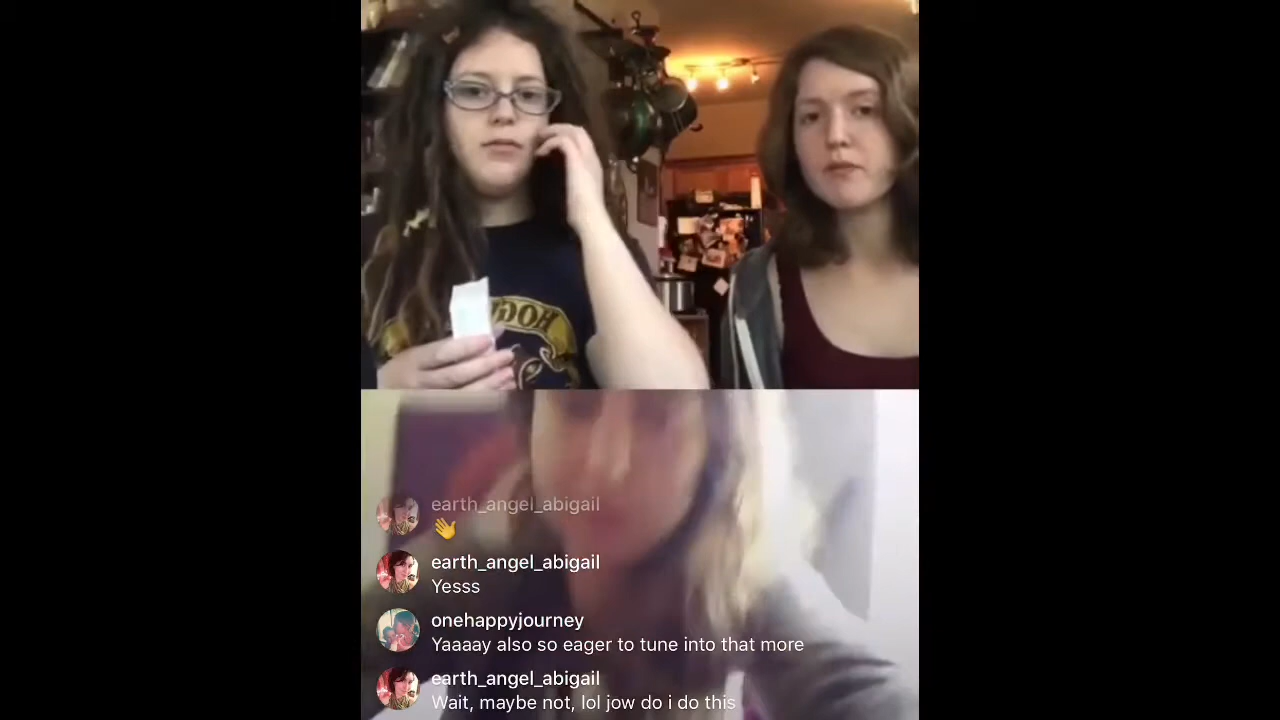 earth_angel_abigail
👋
earth_angel_abigail
Yesss
onehappyjourney
Yaaaay also so eager to tune into that more
earth_angel_abigail
Wait, maybe not, lol jow do i do this